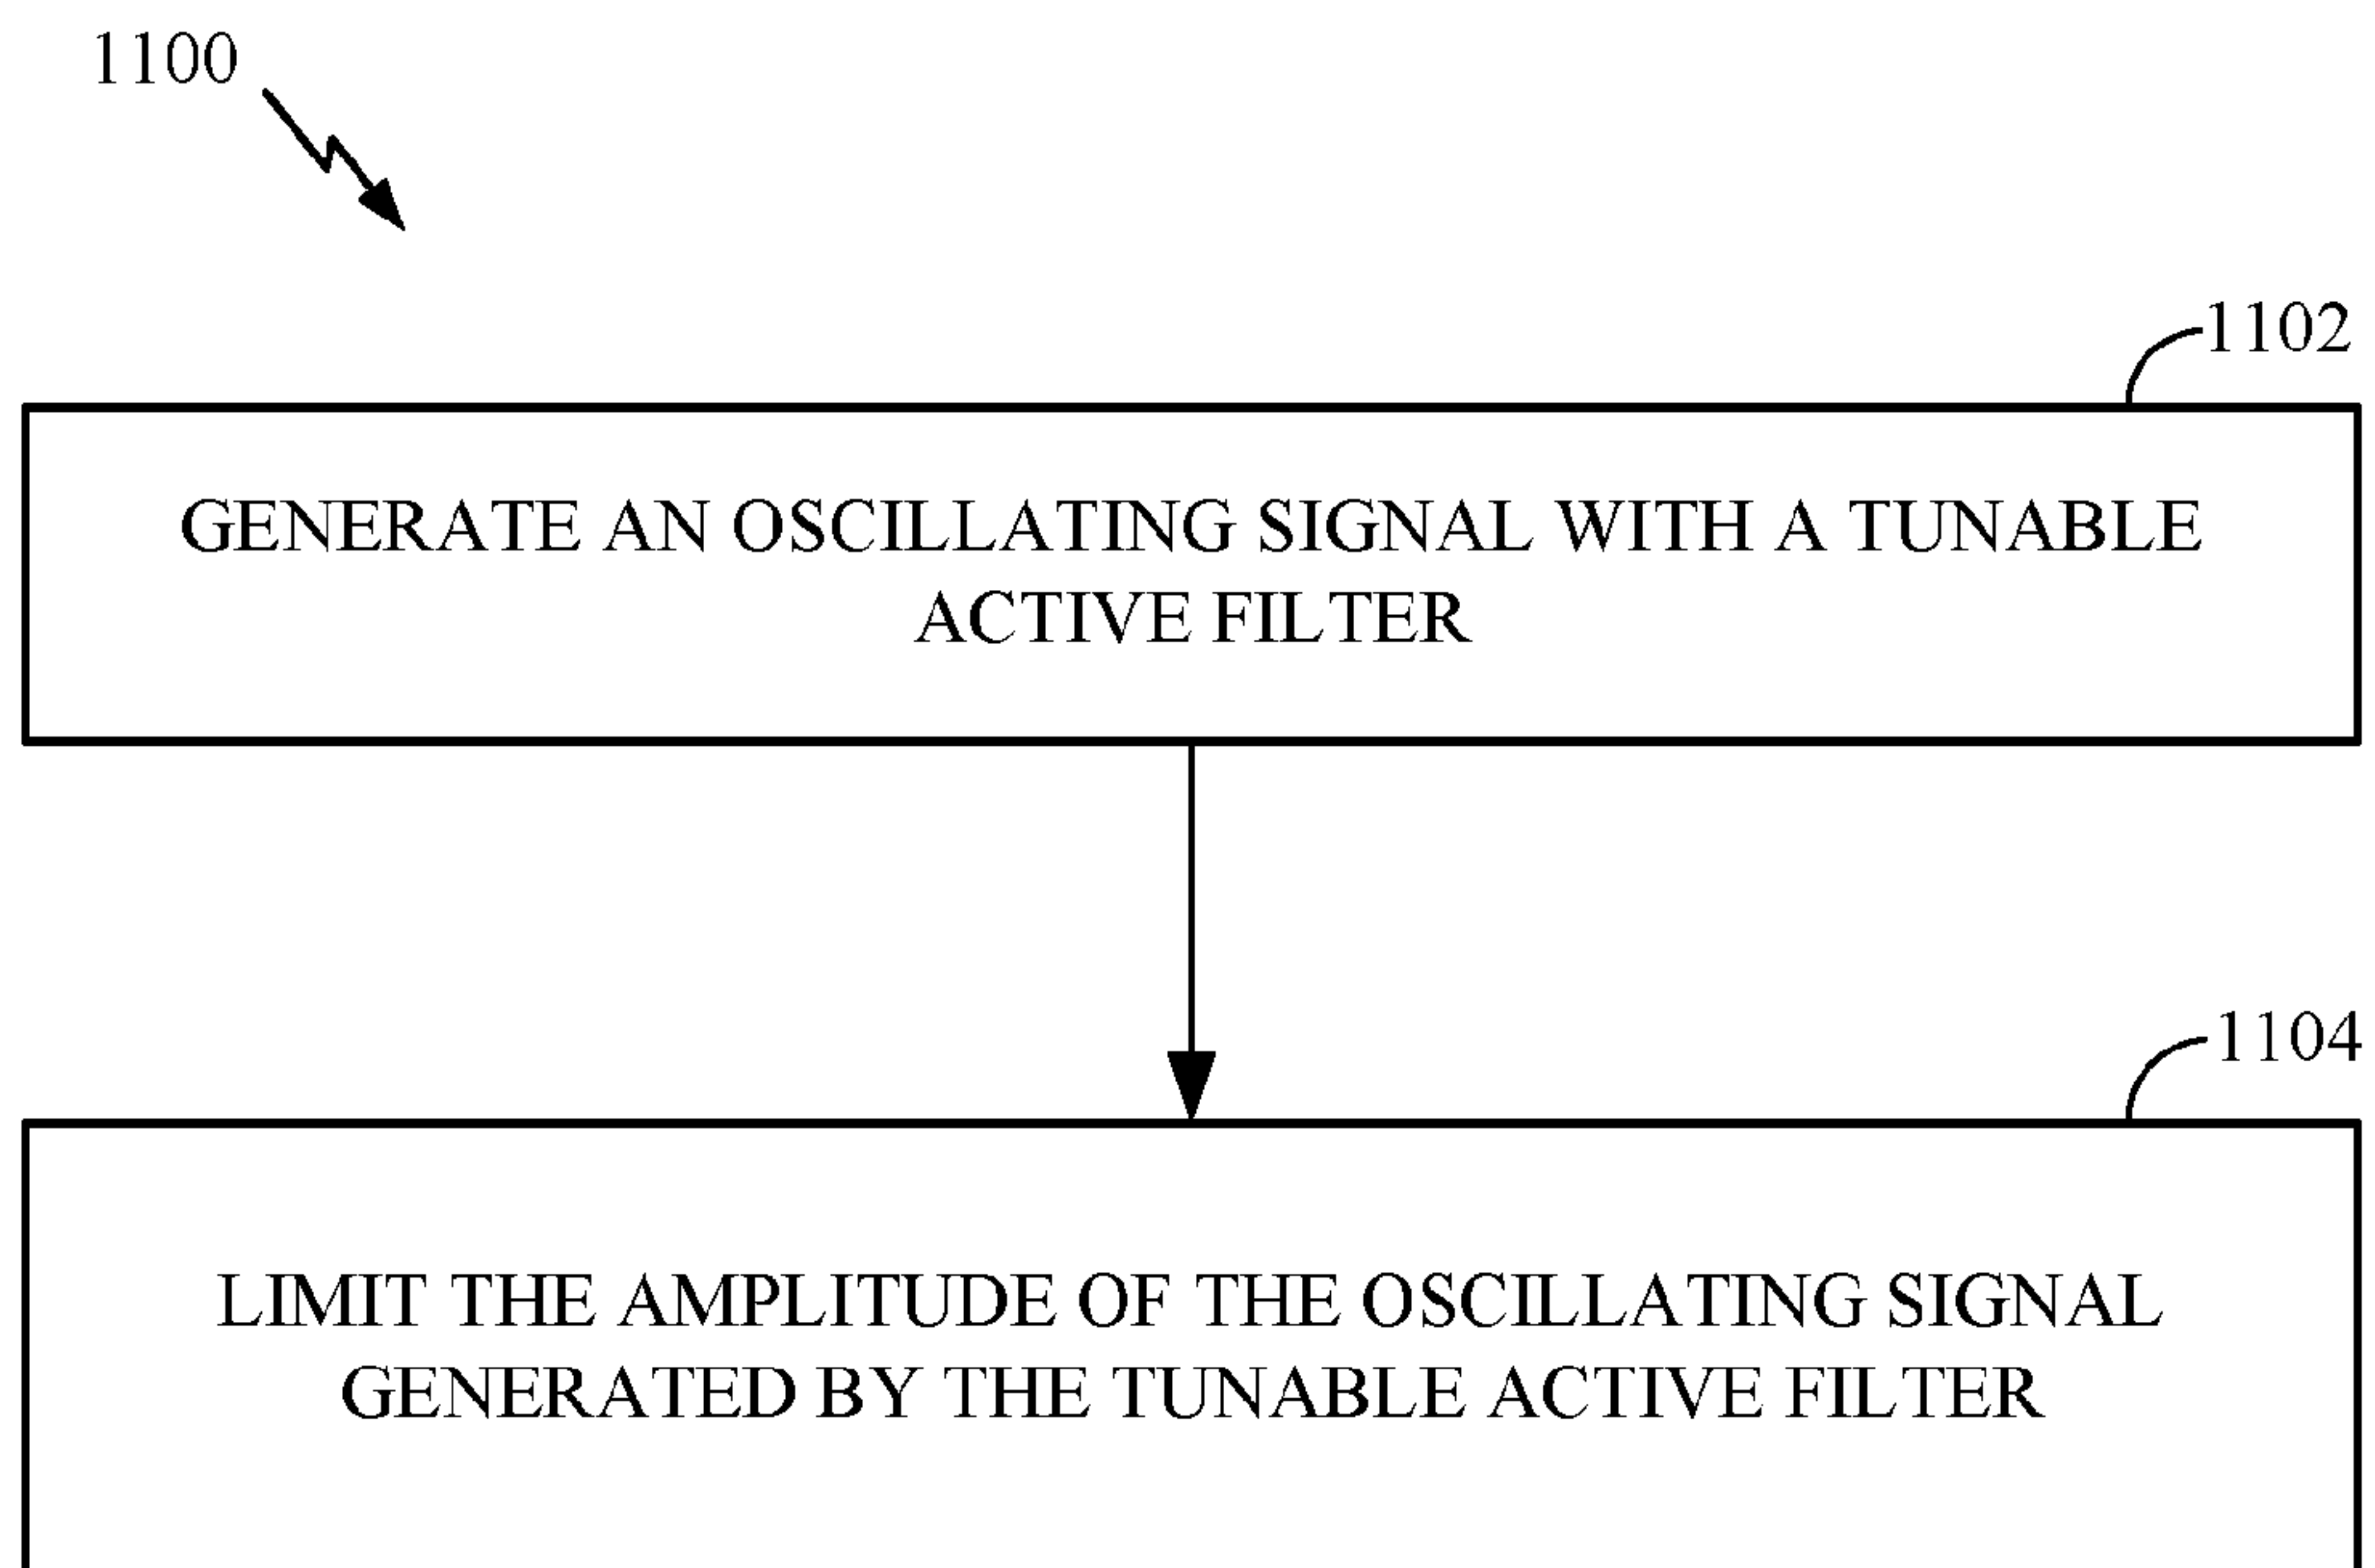 1100
1102
GENERATE AN OSCILLATING SIGNAL WITH A TUNABLE
ACTIVE FILTER
1104
LIMIT THE AMPLITUDE OF THE OSCILLATING SIGNAL
GENERATED BY THE TUNABLE ACTIVE FILTER